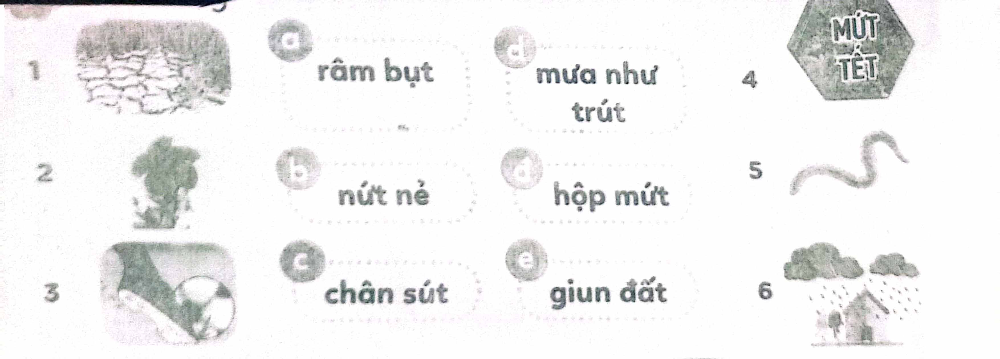 1
a
râm bụt
d
mưa như
trút
4
MỨT
TẾT
2
b
nứt nẻ
đ
hộp mứt
5
3
c
chân sút
e
giun đất
6